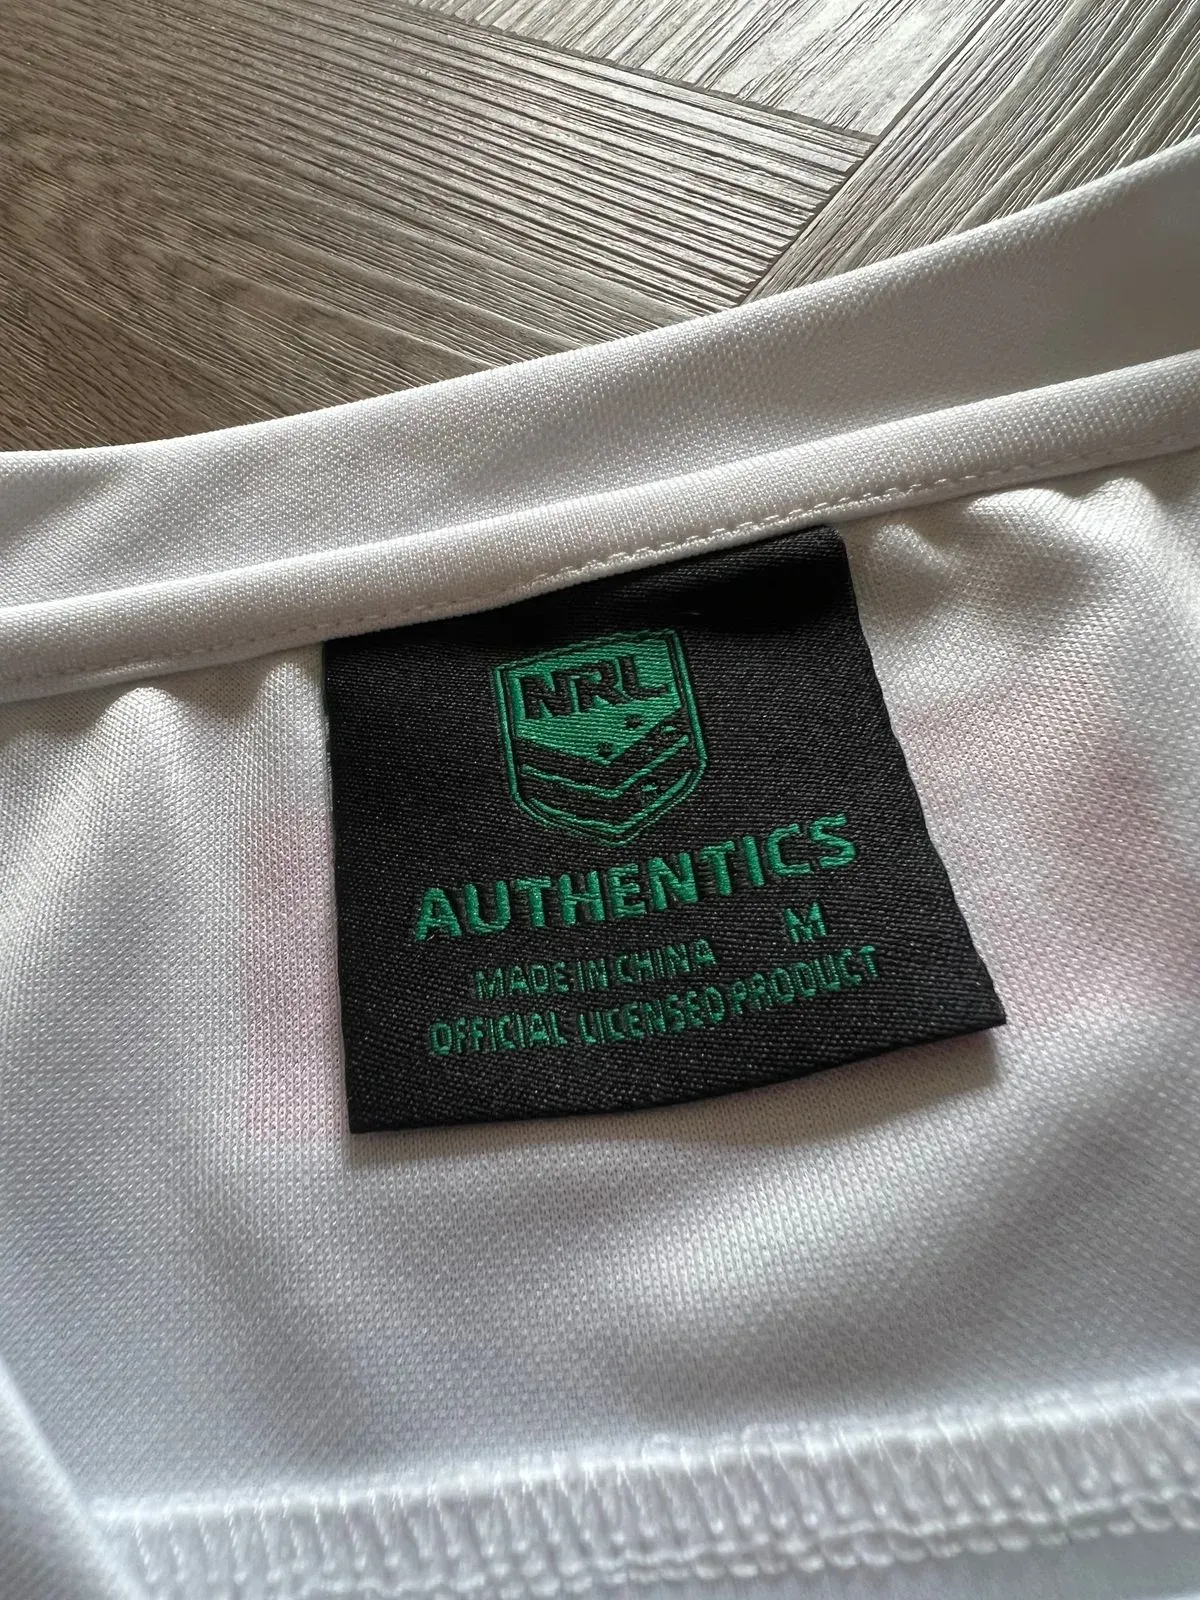 NRL
AUTHENTICS
M
MADE IN CHINA
OFFICIAL LICENSED PRODUCT